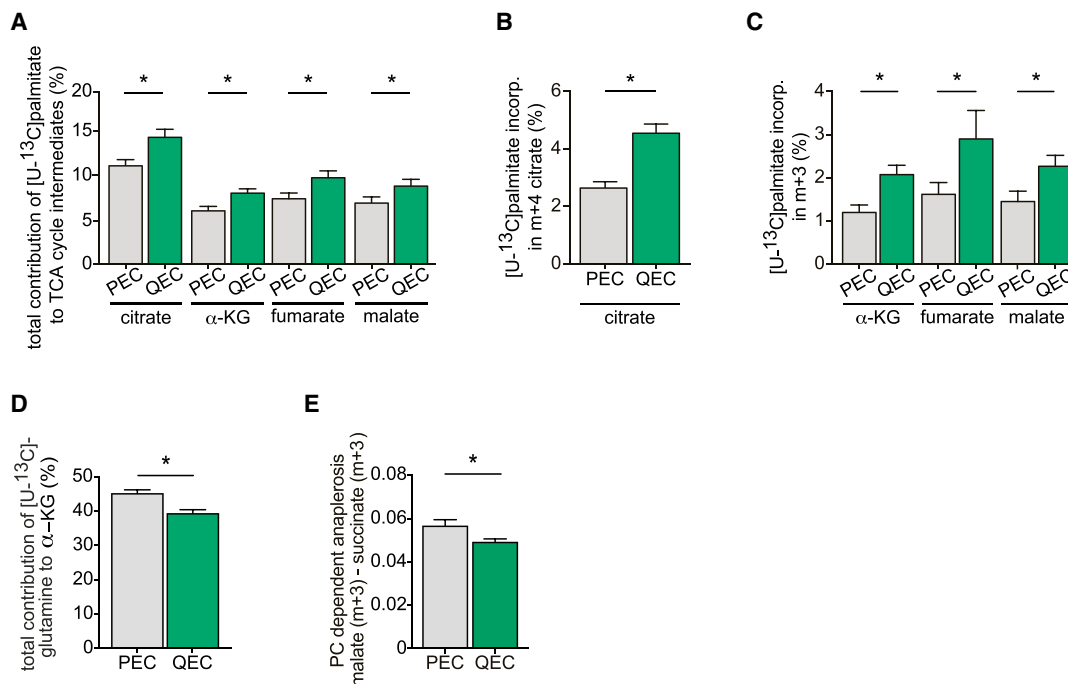 A
total contribution of [U-¹³C]palmitate
to TCA cycle intermediates (%)
20
15
10
5
0
* * * *
PEC QEC PEC QEC PEC QEC PEC QEC
citrate α-KG fumarate malate
B
[U-¹³C]palmitate incorp.
in m+4 citrate (%)
6
4
2
0
*
PEC QEC
citrate
C
[U-¹³C]palmitate incorp.
in m+3 (%)
4
3
2
1
0
* * *
PEC QEC PEC QEC PEC QEC
α-KG fumarate malate
D
total contribution of [U-¹³C]-
glutamine to α–KG (%)
50
40
30
20
10
0
*
PEC QEC
E
PC dependent anaplerosis
malate (m+3) - succinate (m+3)
0.08
0.06
0.04
0.02
0
*
PEC QEC